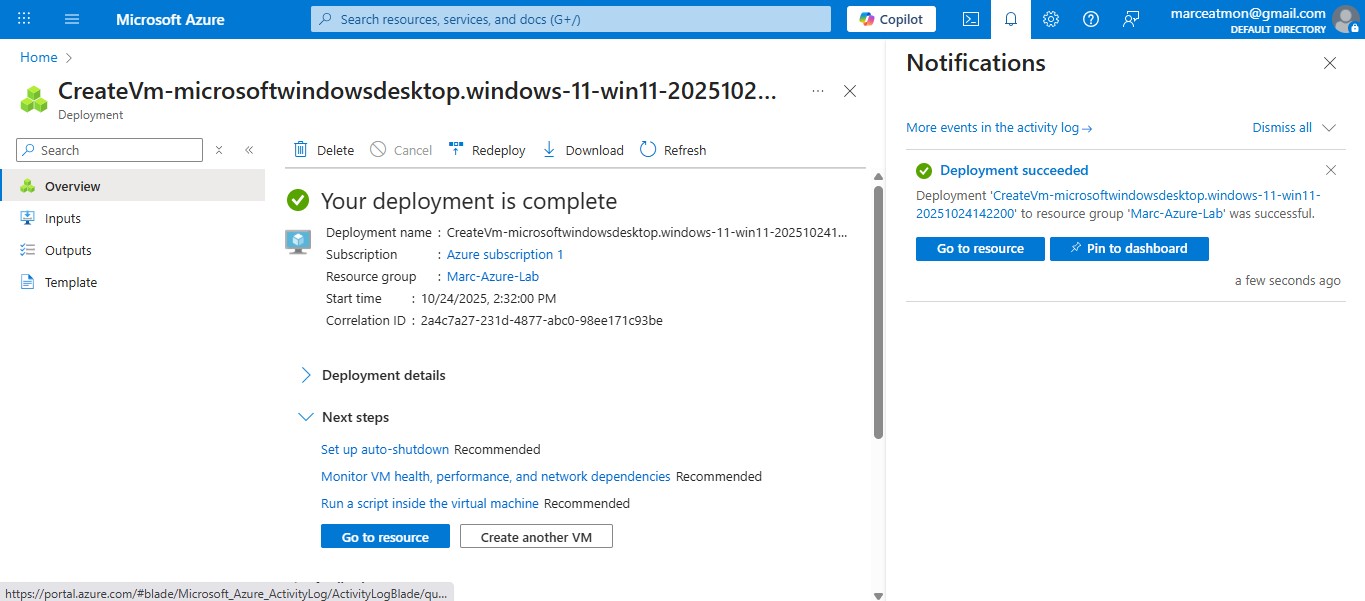 Microsoft Azure
Search resources, services, and docs (G+/)
Copilot
marceatmon@gmail.com
DEFAULT DIRECTORY
Home
CreateVm-microsoftwindowsdesktop.windows-11-win11-2025102...
Deployment
Search
Overview
Inputs
Outputs
Template
Delete
Cancel
Redeploy
Download
Refresh
Your deployment is complete
Deployment name : CreateVm-microsoftwindowsdesktop.windows-11-win11-202510241...
Subscription : Azure subscription 1
Resource group : Marc-Azure-Lab
Start time : 10/24/2025, 2:32:00 PM
Correlation ID : 2a4c7a27-231d-4877-abc0-98ee171c93be
Deployment details
Next steps
Set up auto-shutdown Recommended
Monitor VM health, performance, and network dependencies Recommended
Run a script inside the virtual machine Recommended
Go to resource
Create another VM
https://portal.azure.com/#blade/Microsoft_Azure_ActivityLog/ActivityLogBlade/qu...
Notifications
More events in the activity log→
Dismiss all
Deployment succeeded
Deployment 'CreateVm-microsoftwindowsdesktop.windows-11-win11-
20251024142200' to resource group 'Marc-Azure-Lab' was successful.
Go to resource
Pin to dashboard
a few seconds ago